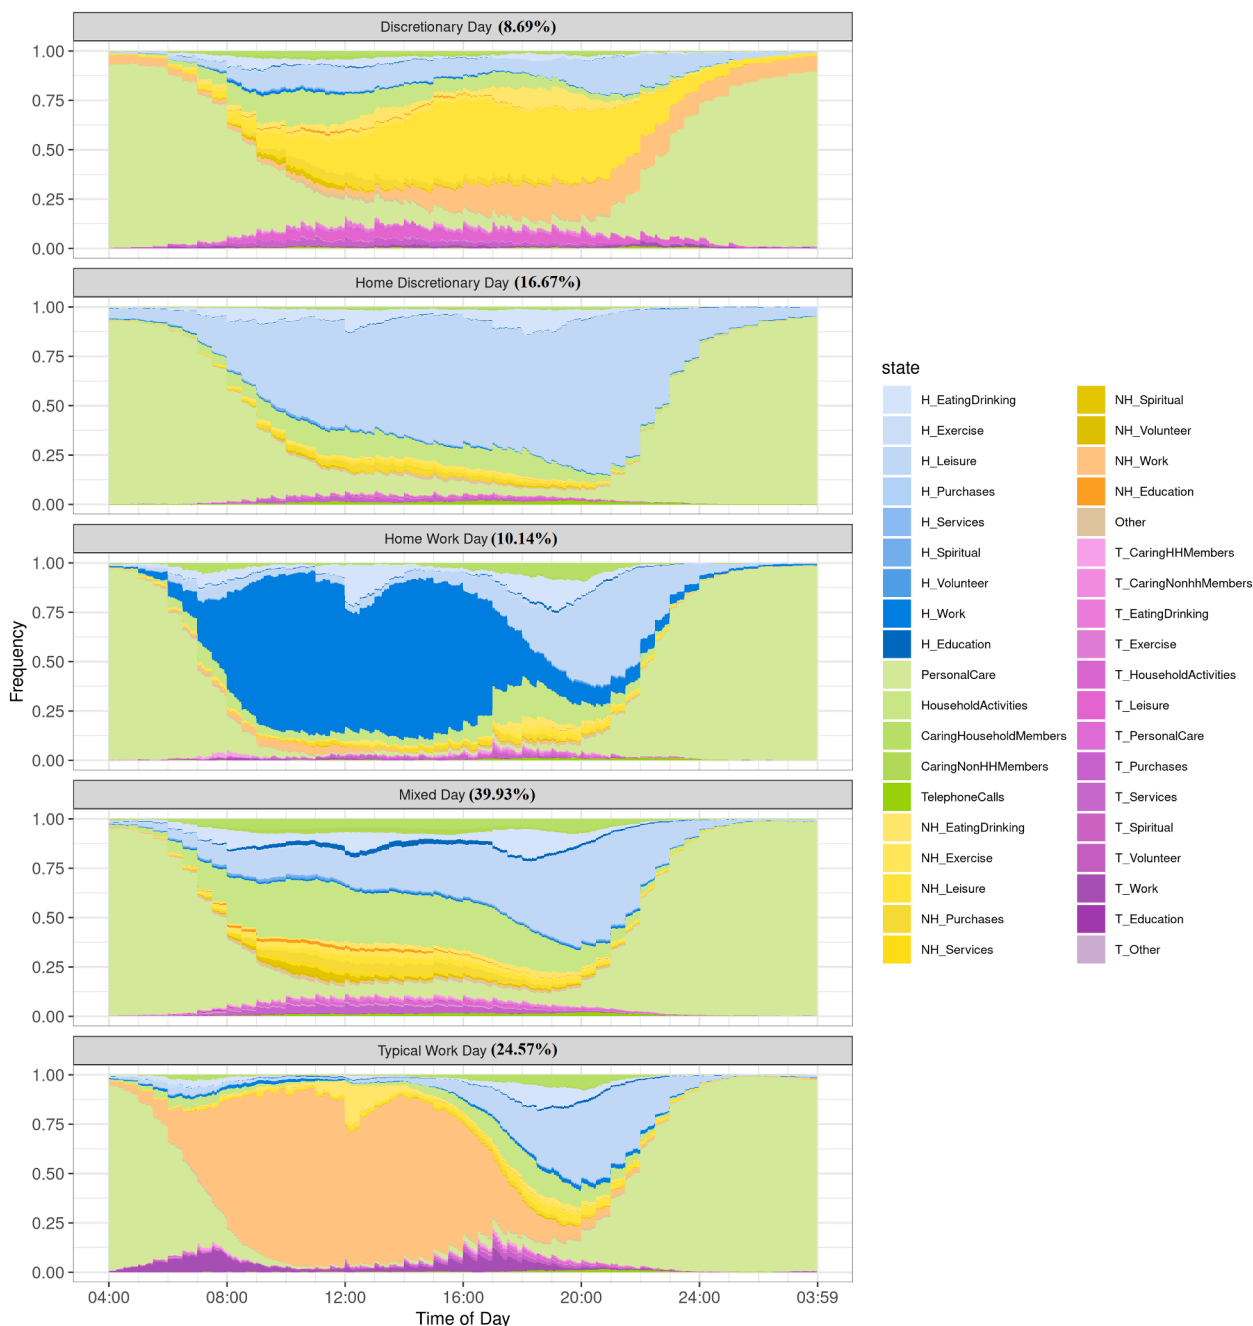 Discretionary Day (8.69%)
1.00
0.75
0.50
0.25
0.00
Home Discretionary Day (16.67%)
1.00
0.75
0.50
0.25
0.00
Home Work Day (10.14%)
1.00
0.75
0.50
0.25
0.00
Mixed Day (39.93%)
1.00
0.75
0.50
0.25
0.00
Typical Work Day (24.57%)
1.00
0.75
0.50
0.25
0.00
04:00 08:00 12:00 16:00 20:00 24:00 03:59
Time of Day
Frequency
state
H_EatingDrinking
H_Exercise
H_Leisure
H_Purchases
H_Services
H_Spiritual
H_Volunteer
H_Work
H_Education
PersonalCare
HouseholdActivities
CaringHouseholdMembers
CaringNonHHMembers
TelephoneCalls
NH_EatingDrinking
NH_Exercise
NH_Leisure
NH_Purchases
NH_Services
NH_Spiritual
NH_Volunteer
NH_Work
NH_Education
Other
T_CaringHHMembers
T_CaringNonhhMembers
T_EatingDrinking
T_Exercise
T_HouseholdActivities
T_Leisure
T_PersonalCare
T_Purchases
T_Services
T_Spiritual
T_Volunteer
T_Work
T_Education
T_Other